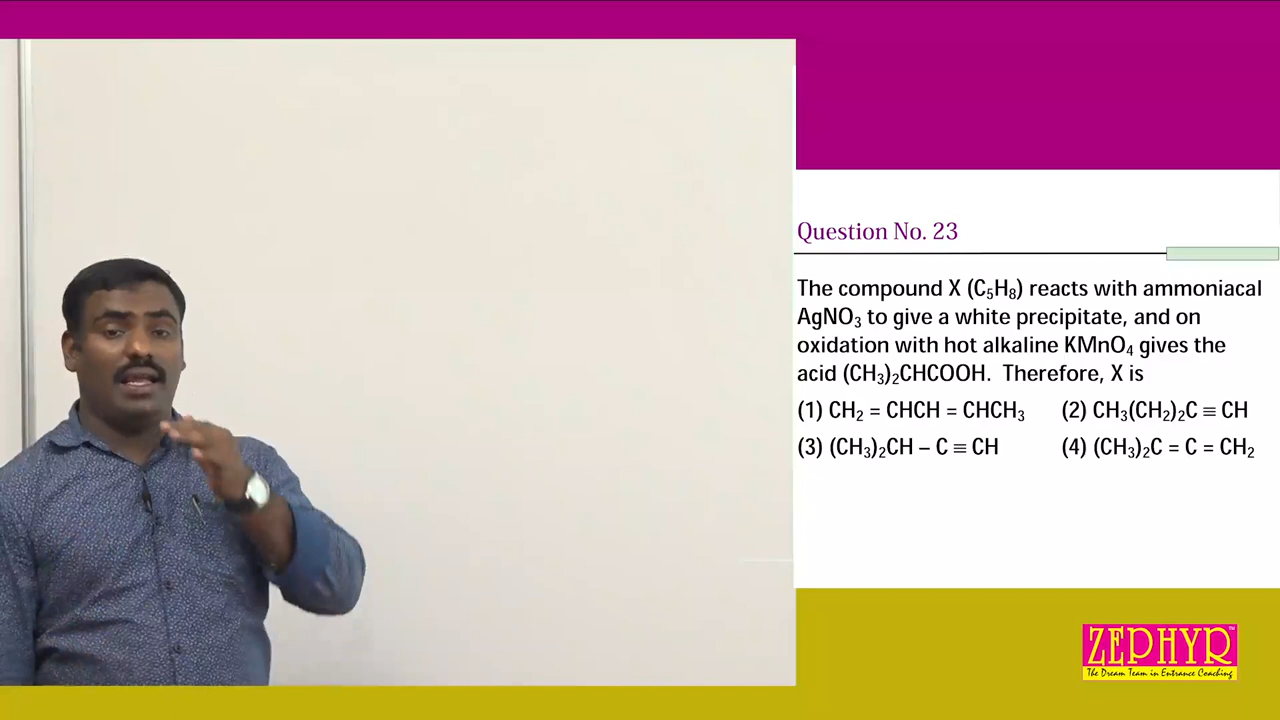 Question No. 23
The compound X (C₅H₈) reacts with ammoniacal
AgNO₃ to give a white precipitate, and on
oxidation with hot alkaline KMnO₄ gives the
acid (CH₃)₂CHCOOH. Therefore, X is
(1) CH₂ = CHCH = CHCH₃ (2) CH₃(CH₂)₂C ≡ CH
(3) (CH₃)₂CH – C ≡ CH (4) (CH₃)₂C = C = CH₂
ZEPHYR™
The Dream Team in Entrance Coaching